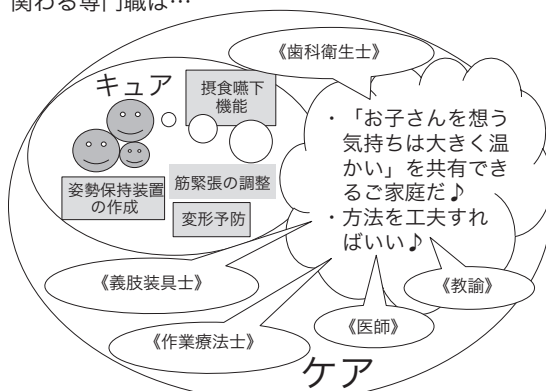 関わる専門職は…
《歯科衛生士》
キュア
摂食嚥下
機能
・「お子さんを想う
気持ちは大きく温
かい」を共有でき
るご家庭だ♪
・方法を工夫すれ
ばいい♪
姿勢保持装置
の作成
筋緊張の調整
変形予防
《義肢装具士》
《教諭》
《医師》
《作業療法士》
ケア